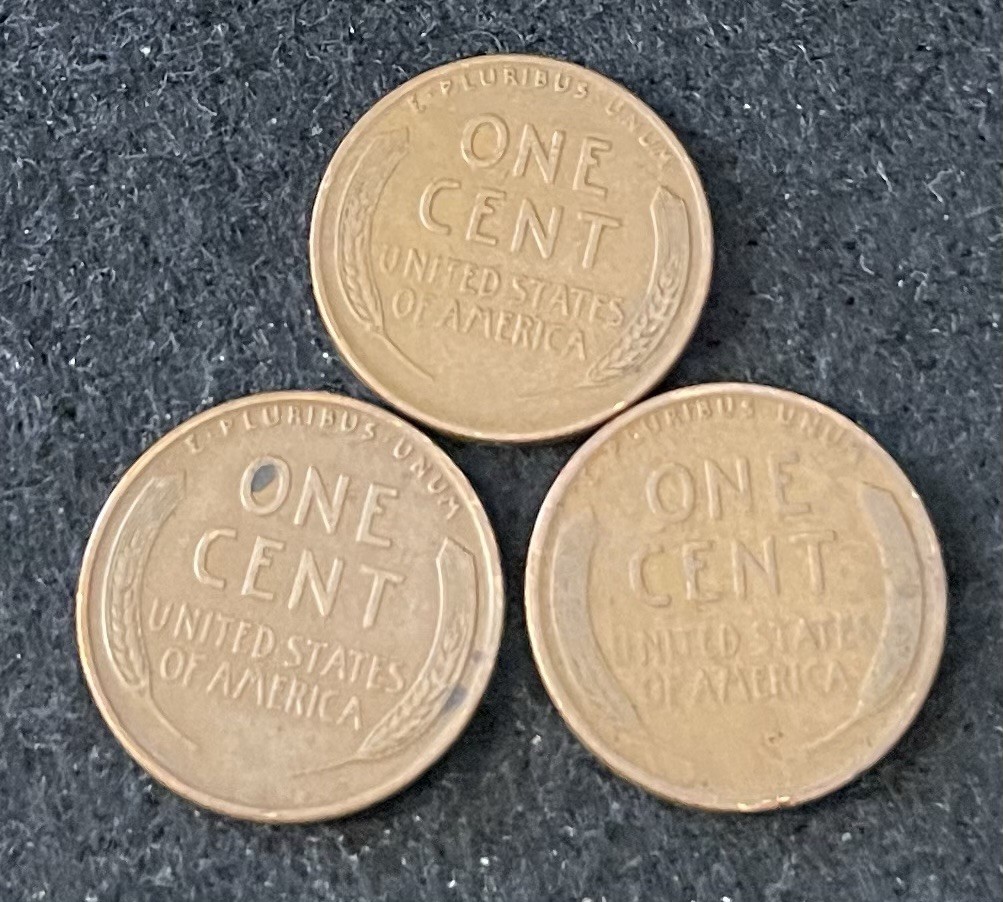 E·PLURIBUS·UNUM
ONE
CENT
UNITED STATES
OF AMERICA
E·PLURIBUS·UNUM
ONE
CENT
UNITED STATES
OF AMERICA
PLURIBUS UNUM
ONE
CENT
UNITED STATES
OF AMERICA